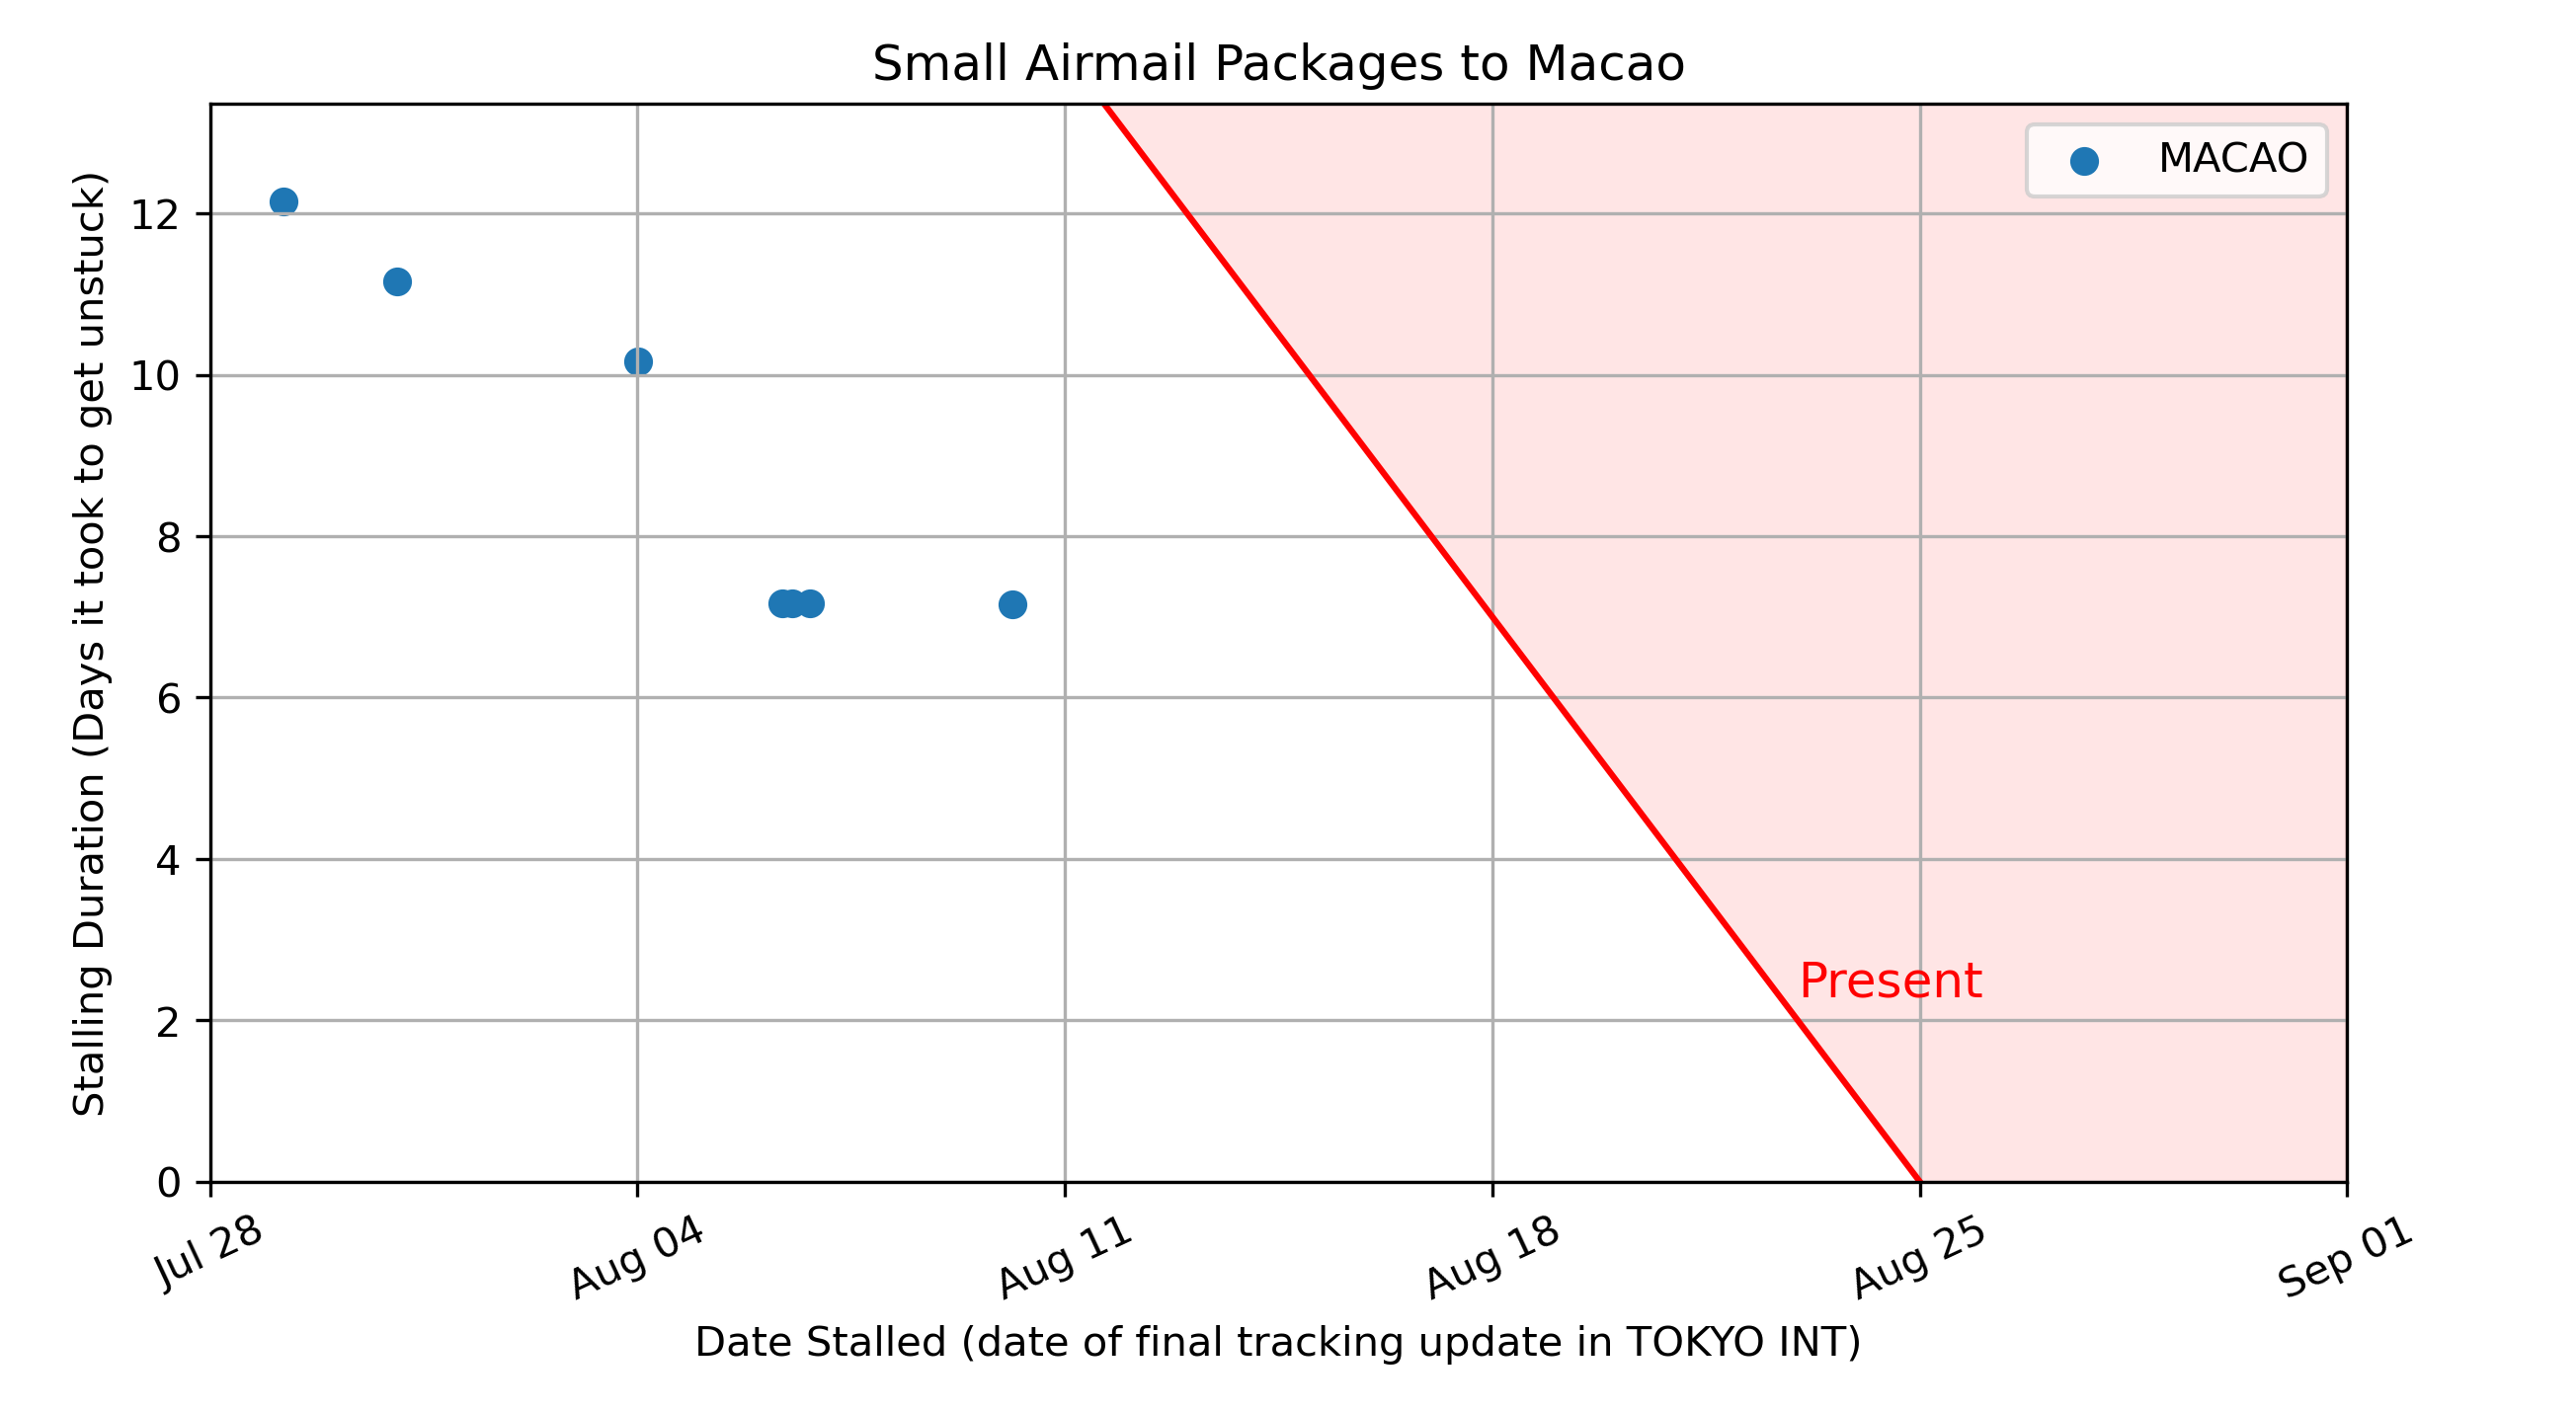 Small Airmail Packages to Macao
MACAO
Stalling Duration (Days it took to get unstuck)
12
10
8
6
4
2
0
Present
Jul 28
Aug 04
Aug 11
Aug 18
Aug 25
Sep 01
Date Stalled (date of final tracking update in TOKYO INT)